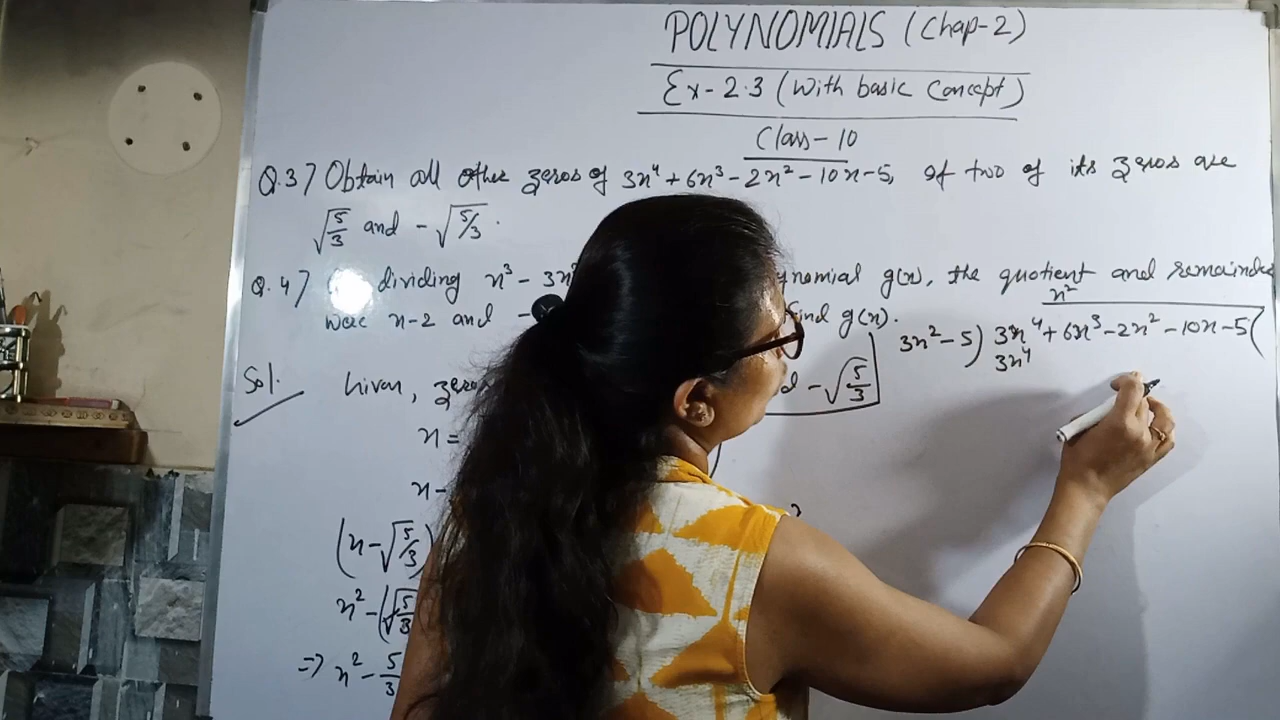 POLYNOMIALS (Chap-2)
Ex-2.3 (With basic Concept)
Class-10
Q.3) Obtain all other zeros of 3x⁴+6x³-2x²-10x-5, if two of its zeros are
√5/3 and -√5/3.
Q.4) dividing x³-3x² ynomial g(x), the quotient and remainder
were x-2 and - find g(x).
Sol. Given, zeros d -√5/3
x=
x-
(x-√5/3)
x²-(√5/3
=> x²-5/3
x²
3x²-5) 3x⁴+6x³-2x²-10x-5(
3x⁴